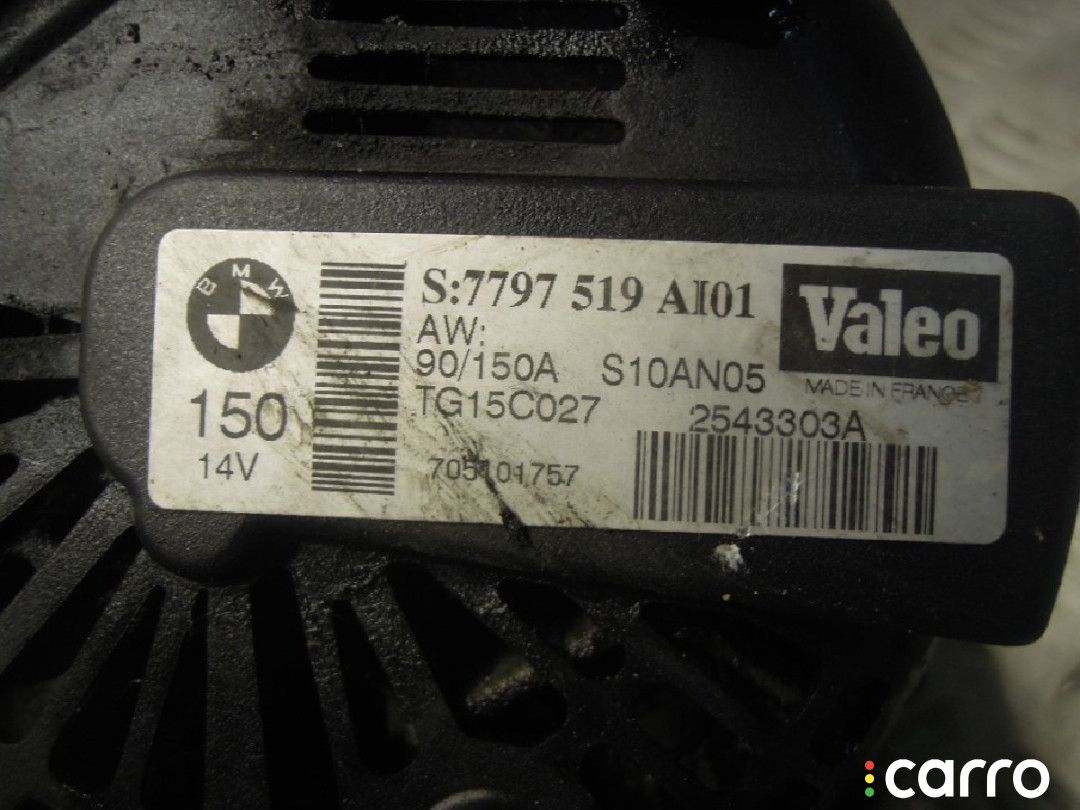 BMW
150
14V
S:7797 519 AI01
AW:
90/150A S10AN05
TG15C027
705101757
Valeo
MADE IN FRANCE
2543303A
carro